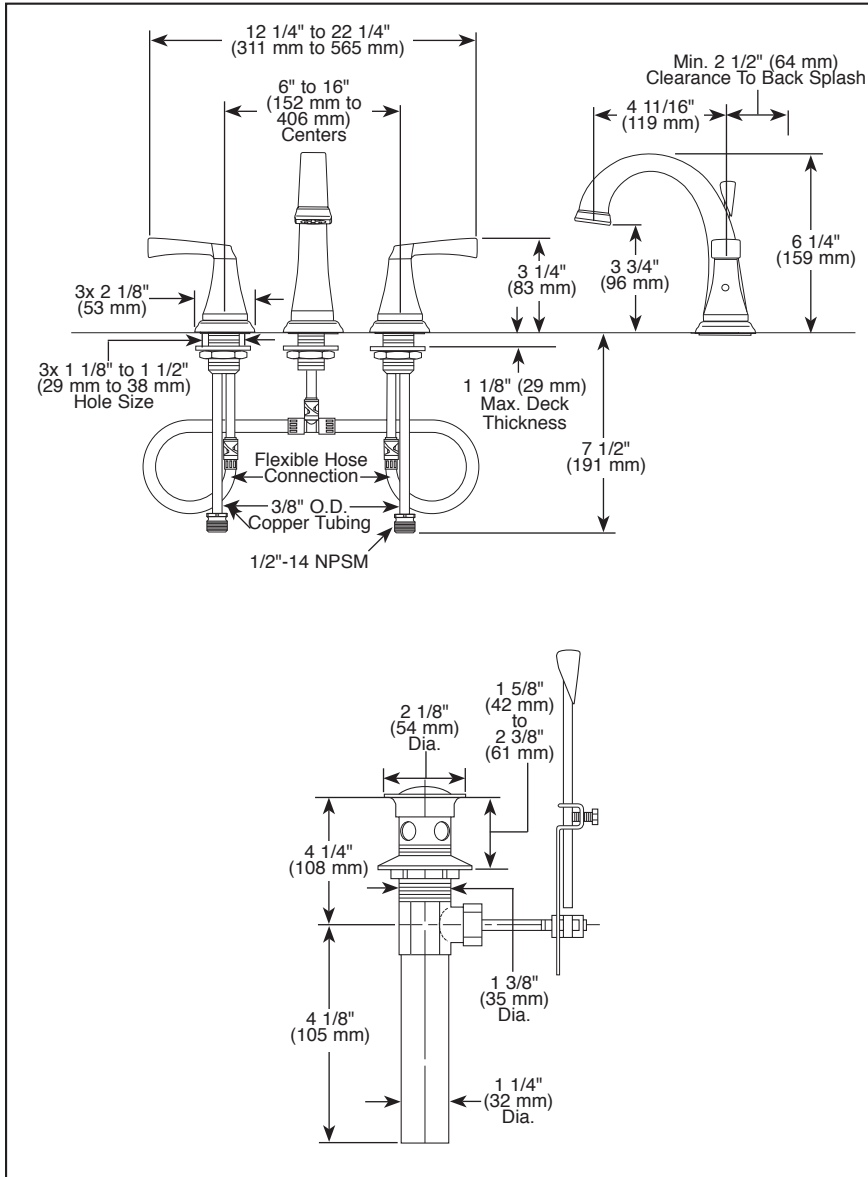 12 1/4" to 22 1/4"
(311 mm to 565 mm)
6" to 16"
(152 mm to
406 mm)
Centers
Min. 2 1/2" (64 mm)
Clearance To Back Splash
4 11/16"
(119 mm)
3x 2 1/8"
(53 mm)
3 1/4"
(83 mm)
3 3/4"
(96 mm)
6 1/4"
(159 mm)
3x 1 1/8" to 1 1/2"
(29 mm to 38 mm)
Hole Size
1 1/8" (29 mm)
Max. Deck
Thickness
7 1/2"
(191 mm)
Flexible Hose
Connection
3/8" O.D.
Copper Tubing
1/2"-14 NPSM
2 1/8"
(54 mm)
Dia.
1 5/8"
(42 mm)
to
2 3/8"
(61 mm)
4 1/4"
(108 mm)
1 3/8"
(35 mm)
Dia.
4 1/8"
(105 mm)
1 1/4"
(32 mm)
Dia.